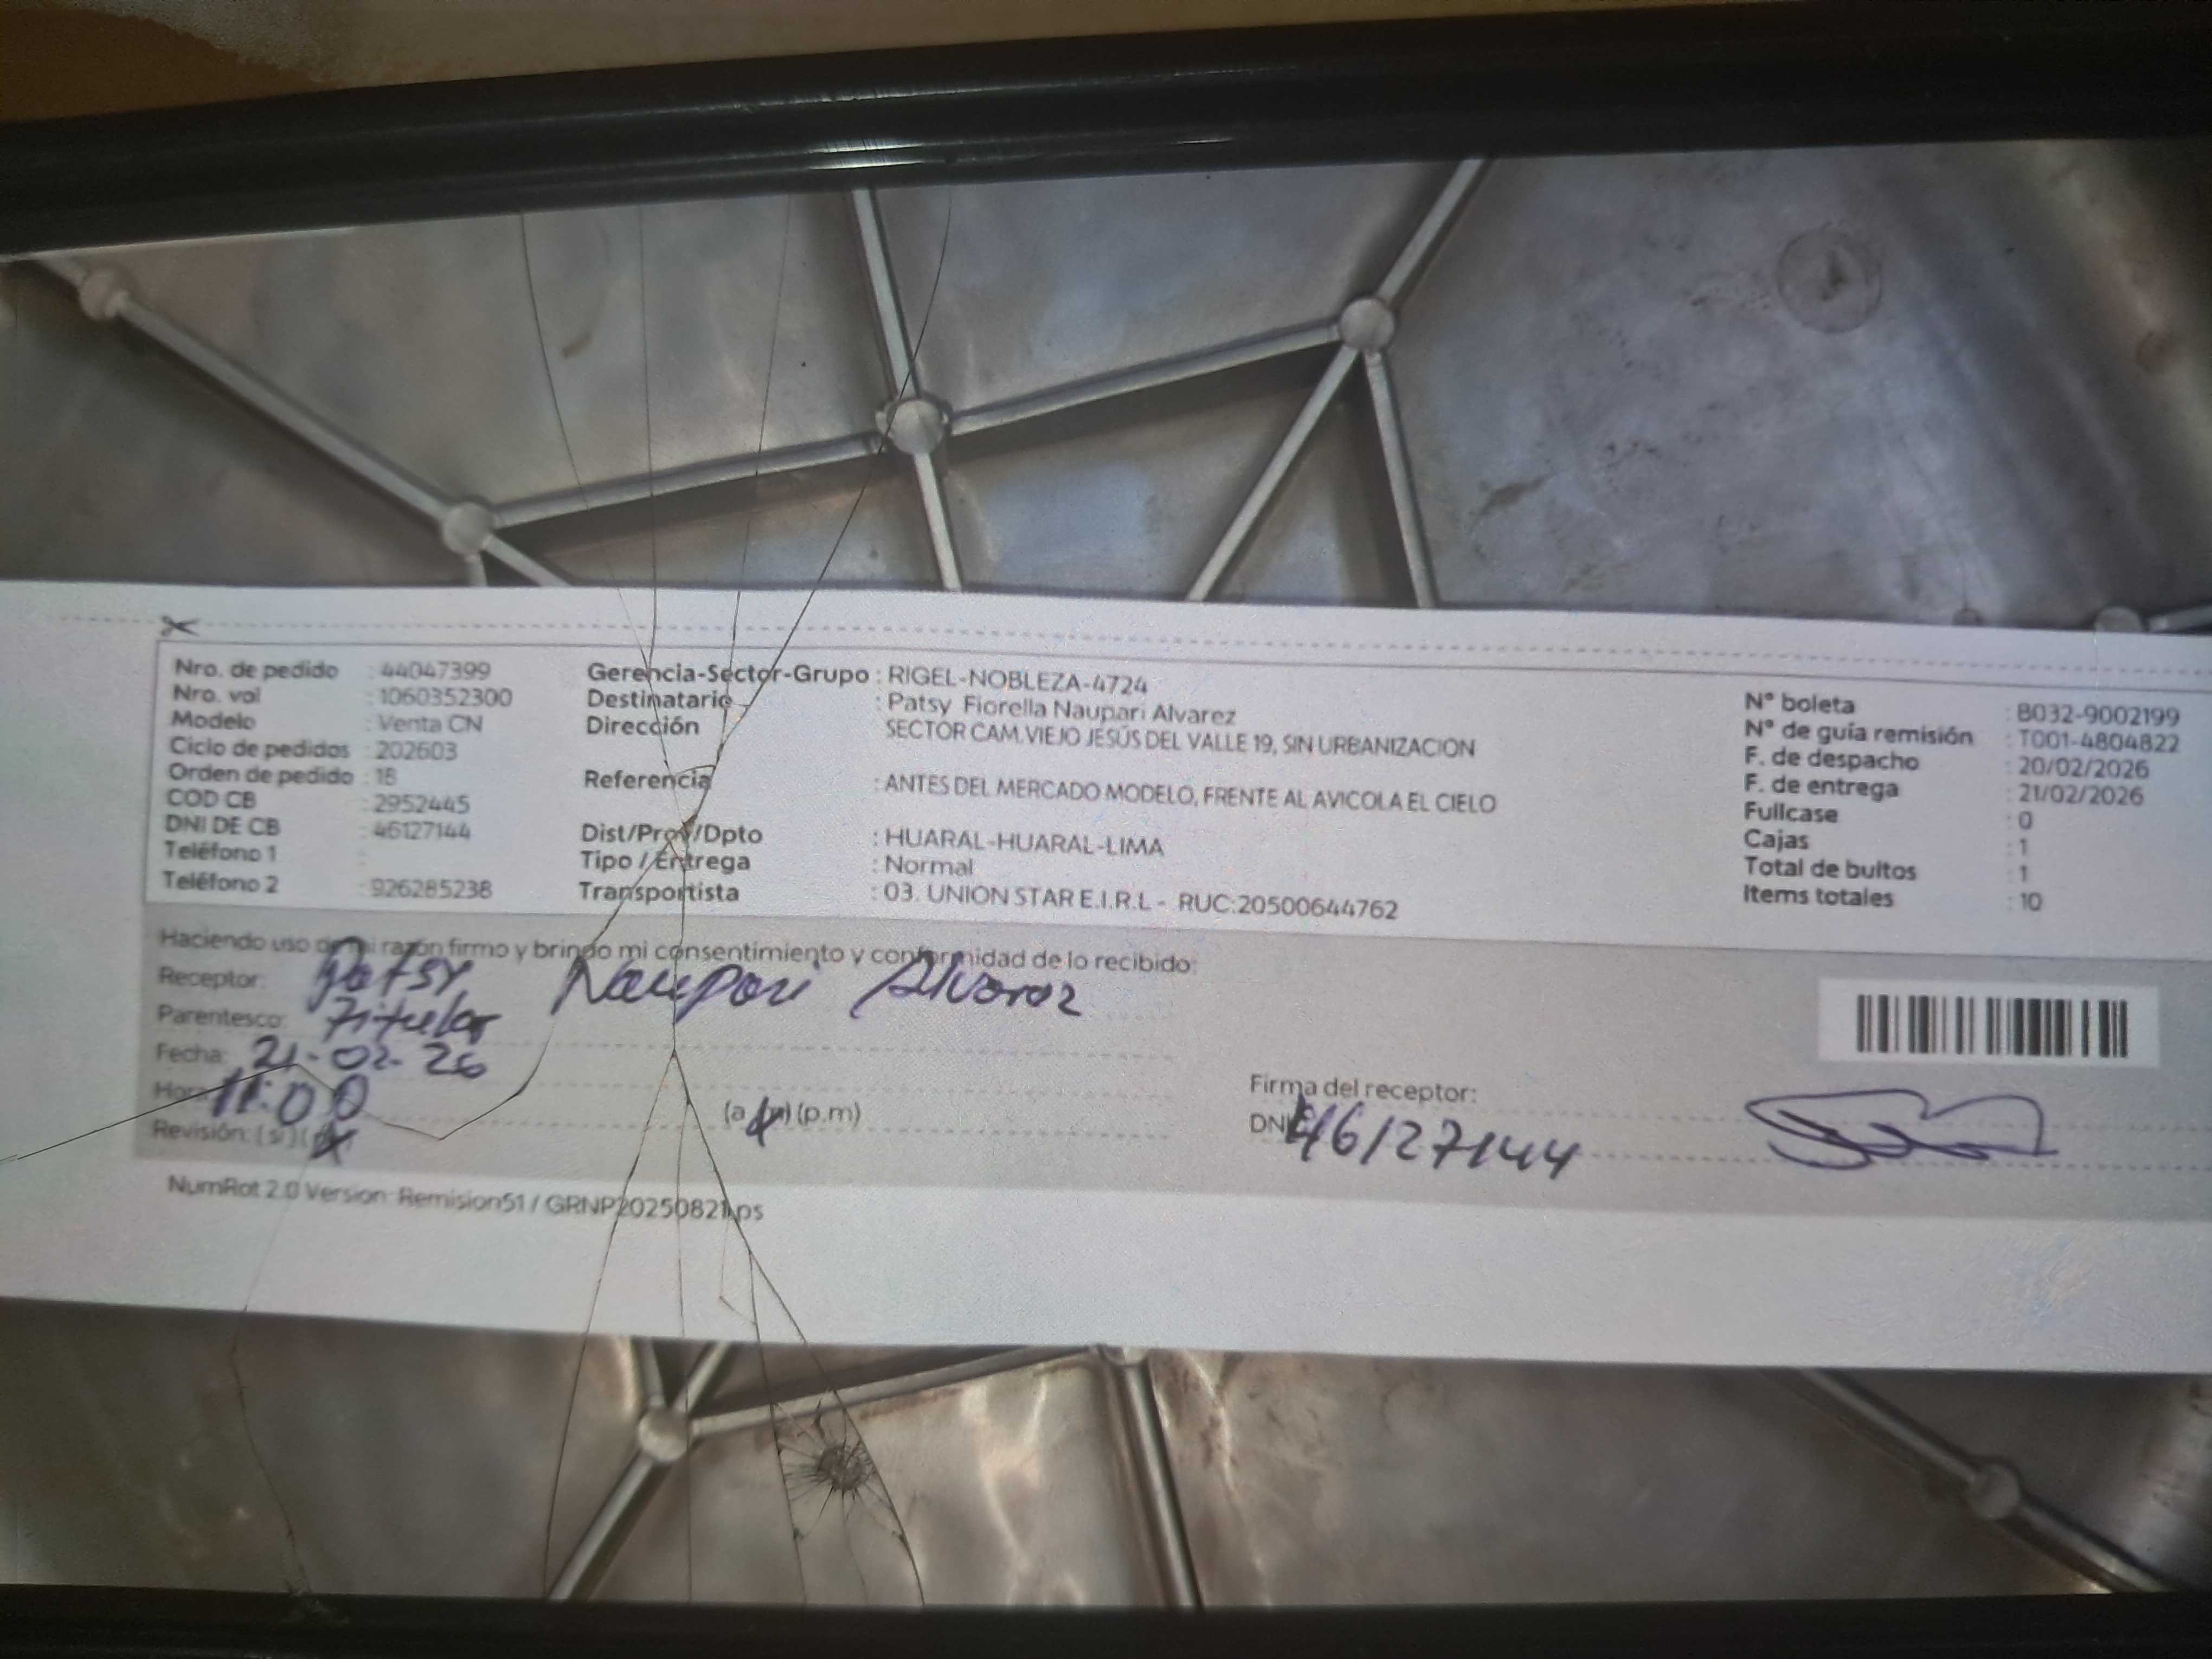 Nro. de pedido : 44047399
Nro. val : 1060352300
Modelo : Venta CN
Ciclo de pedidos : 202603
Orden de pedido : 18
COD CB : 2952445
DNI DE CB : 46127144
Teléfono 1 :
Teléfono 2 : 926285238
Gerencia-Sector-Grupo : RIGEL-NOBLEZA-4724
Destinatario : Patsy Fiorella Naupari Alvarez
Dirección SECTOR CAM.VIEJO JESÚS DEL VALLE 19, SIN URBANIZACION
Referencia : ANTES DEL MERCADO MODELO, FRENTE AL AVICOLA EL CIELO
Dist/Prov/Dpto : HUARAL-HUARAL-LIMA
Tipo / Entrega : Normal
Transportista : 03. UNION STAR E.I.R.L - RUC:20500644762
N° boleta : B032-9002199
N° de guía remisión : T001-4804822
F. de despacho : 20/02/2026
F. de entrega : 21/02/2026
Fullcase : 0
Cajas : 1
Total de bultos : 1
Items totales : 10
Haciendo uso de mi razón firmo y brindo mi consentimiento y conformidad de lo recibido:
Receptor: Patsy Naupari Alvarez
Parentesco: Titular
Fecha: 21-02-26
Hora: 11:00 (a.m) (p.m)
Revisión: ( si ) (
Firma del receptor:
DNI: 46127144
NumRot 2.0 Version: Remision51 / GRNP20250821.ps